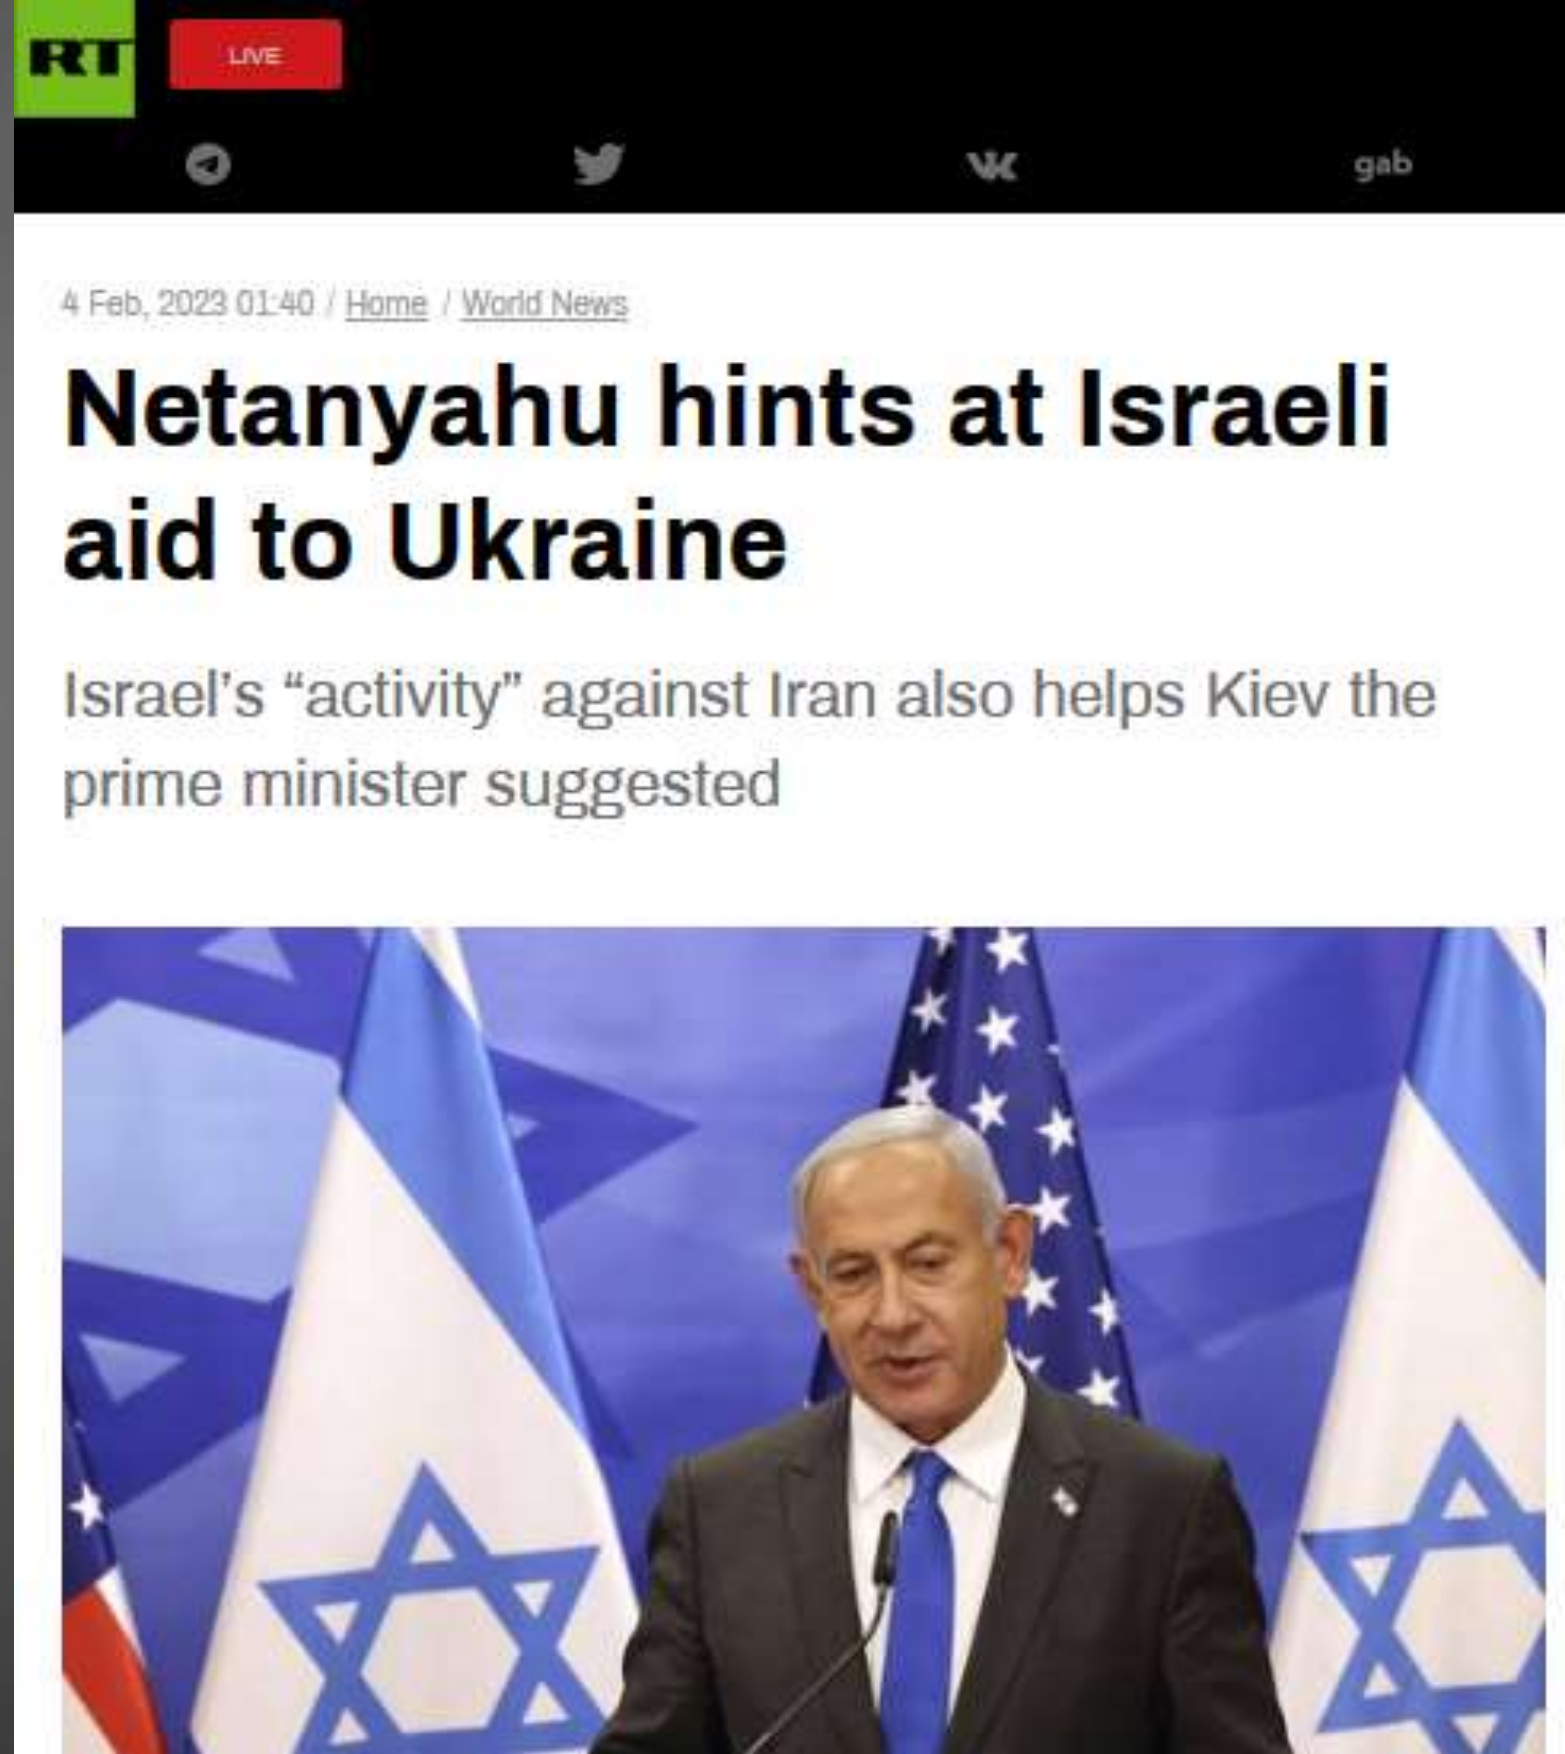 RT
LIVE
gab
4 Feb, 2023 01:40 / Home / World News
Netanyahu hints at Israeli
aid to Ukraine
Israel's “activity” against Iran also helps Kiev the
prime minister suggested